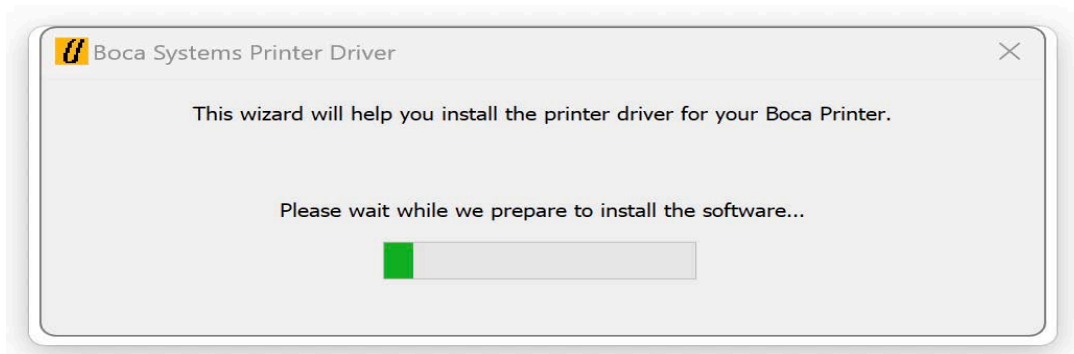 Boca Systems Printer Driver
This wizard will help you install the printer driver for your Boca Printer.
Please wait while we prepare to install the software...